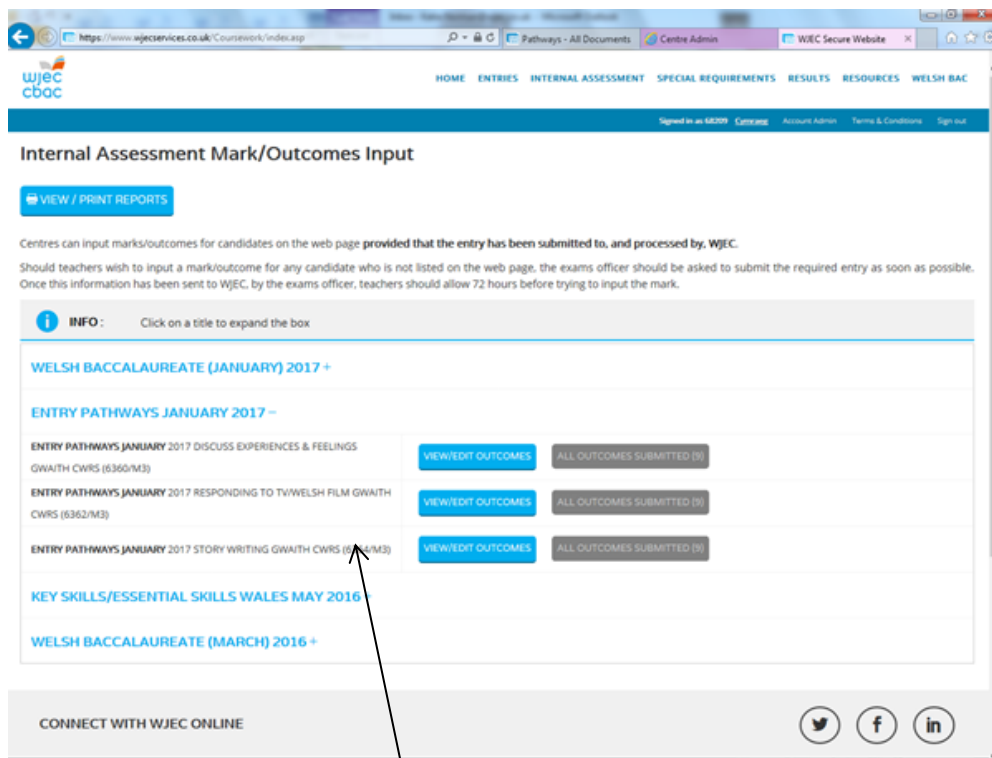 https://www.wjecservices.co.uk/Coursework/index.asp
Pathways - All Documents
Centre Admin
WJEC Secure Website
wjec
cbac
HOME ENTRIES INTERNAL ASSESSMENT SPECIAL REQUIREMENTS RESULTS RESOURCES WELSH BAC
Signed in as 68209 Cymraeg Account Admin Terms & Conditions Sign out
Internal Assessment Mark/Outcomes Input
VIEW / PRINT REPORTS
Centres can input marks/outcomes for candidates on the web page provided that the entry has been submitted to, and processed by, WJEC.
Should teachers wish to input a mark/outcome for any candidate who is not listed on the web page, the exams officer should be asked to submit the required entry as soon as possible.
Once this information has been sent to WJEC, by the exams officer, teachers should allow 72 hours before trying to input the mark.
INFO : Click on a title to expand the box
WELSH BACCALAUREATE (JANUARY) 2017 +
ENTRY PATHWAYS JANUARY 2017 −
ENTRY PATHWAYS JANUARY 2017 DISCUSS EXPERIENCES & FEELINGS
GWAITH CWRS (6360/M3)
VIEW/EDIT OUTCOMES ALL OUTCOMES SUBMITTED (9)
ENTRY PATHWAYS JANUARY 2017 RESPONDING TO TV/WELSH FILM GWAITH
CWRS (6362/M3)
VIEW/EDIT OUTCOMES ALL OUTCOMES SUBMITTED (9)
ENTRY PATHWAYS JANUARY 2017 STORY WRITING GWAITH CWRS
VIEW/EDIT OUTCOMES ALL OUTCOMES SUBMITTED (9)
KEY SKILLS/ESSENTIAL SKILLS WALES MAY 2016 +
WELSH BACCALAUREATE (MARCH) 2016 +
CONNECT WITH WJEC ONLINE